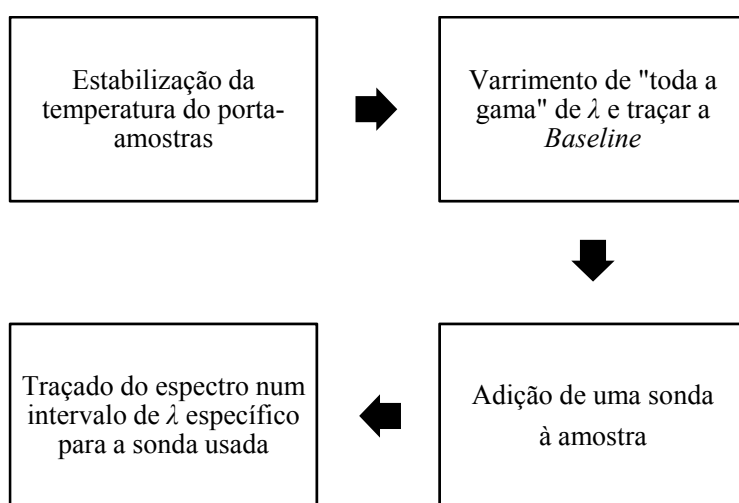 Estabilização da
temperatura do porta-
amostras
Varrimento de "toda a
gama" de λ e traçar a
Baseline
Adição de uma sonda
à amostra
Traçado do espectro num
intervalo de λ específico
para a sonda usada